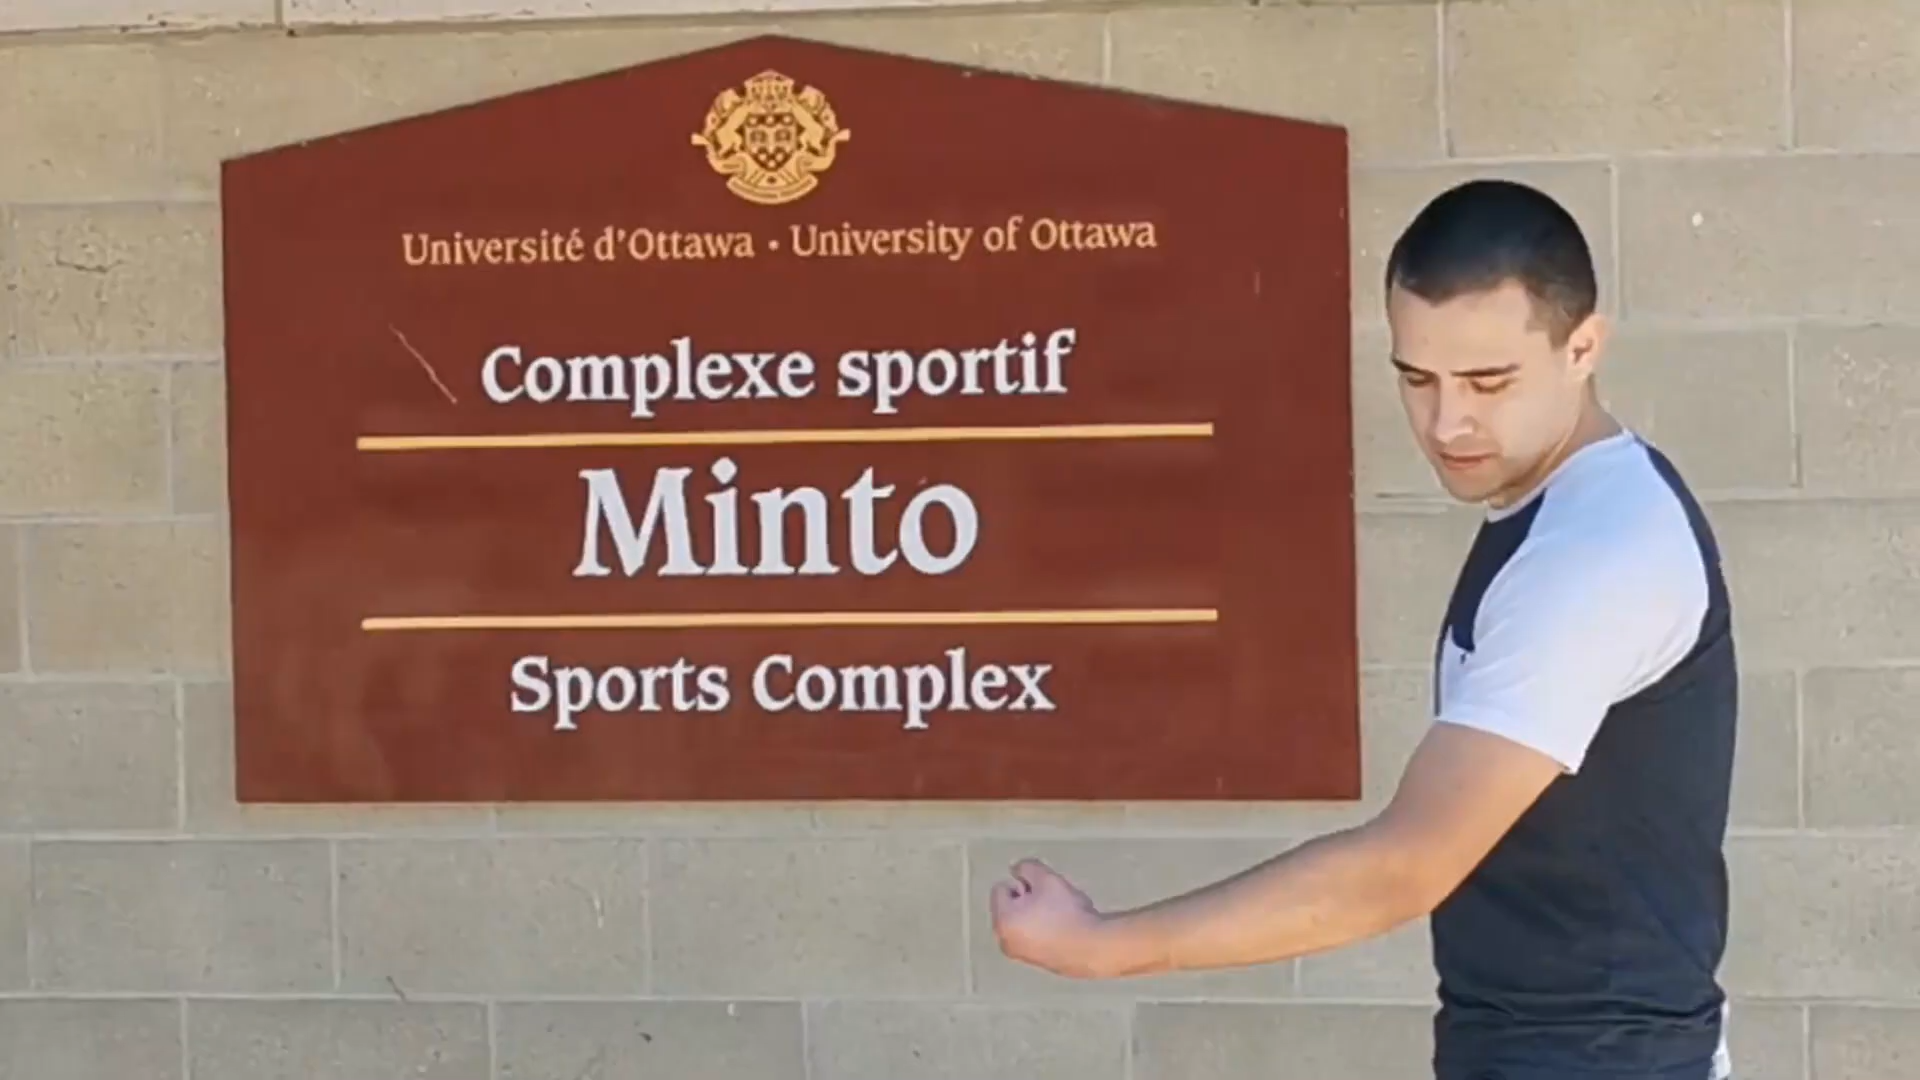 Université d'Ottawa · University of Ottawa
Complexe sportif
Minto
Sports Complex